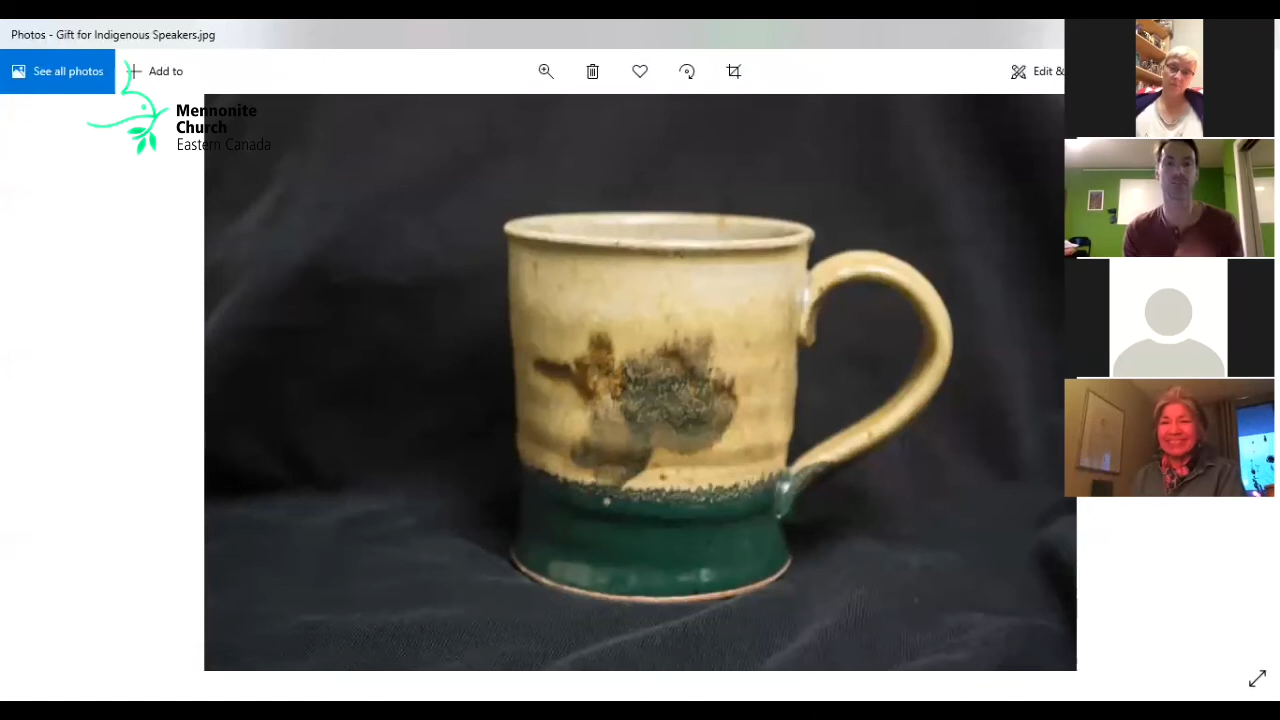 Photos - Gift for Indigenous Speakers.jpg
See all photos
Add to
Edit &
Mennonite
Church
Eastern Canada